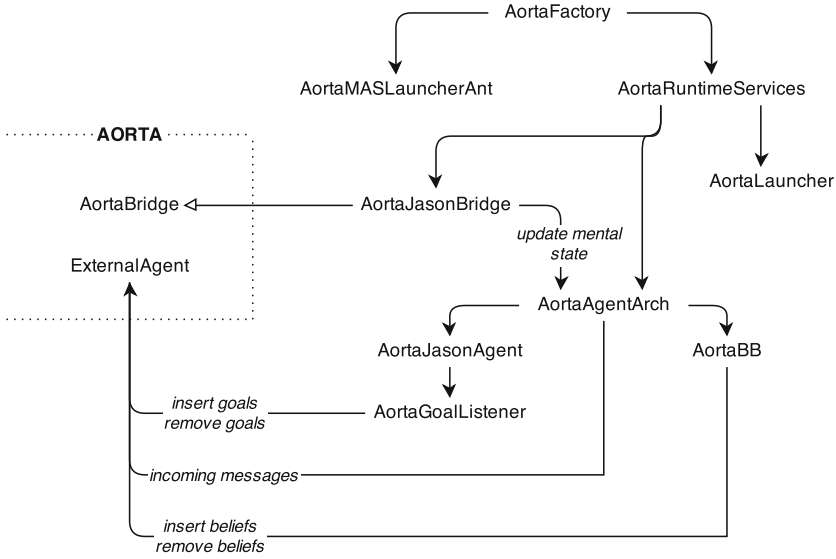 AortaFactory
AortaMASLauncherAnt
AortaRuntimeServices
AORTA
AortaLauncher
AortaBridge
AortaJasonBridge
update mental
state
ExternalAgent
AortaAgentArch
AortaJasonAgent
AortaBB
insert goals
remove goals
AortaGoalListener
incoming messages
insert beliefs
remove beliefs